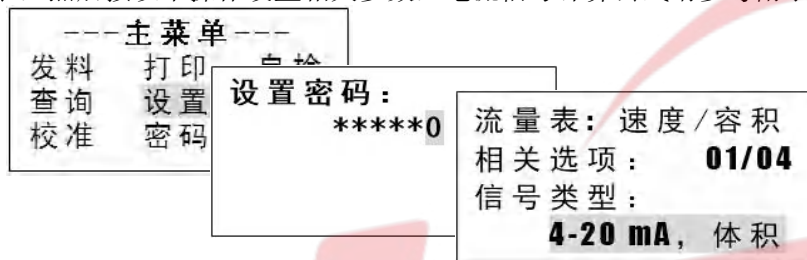 ---主菜单---
发料 打印 自检
查询 设置
校准 密码
设置密码：
*****0
流量表：速度/容积
相关选项： 01/04
信号类型：
4-20 mA， 体积